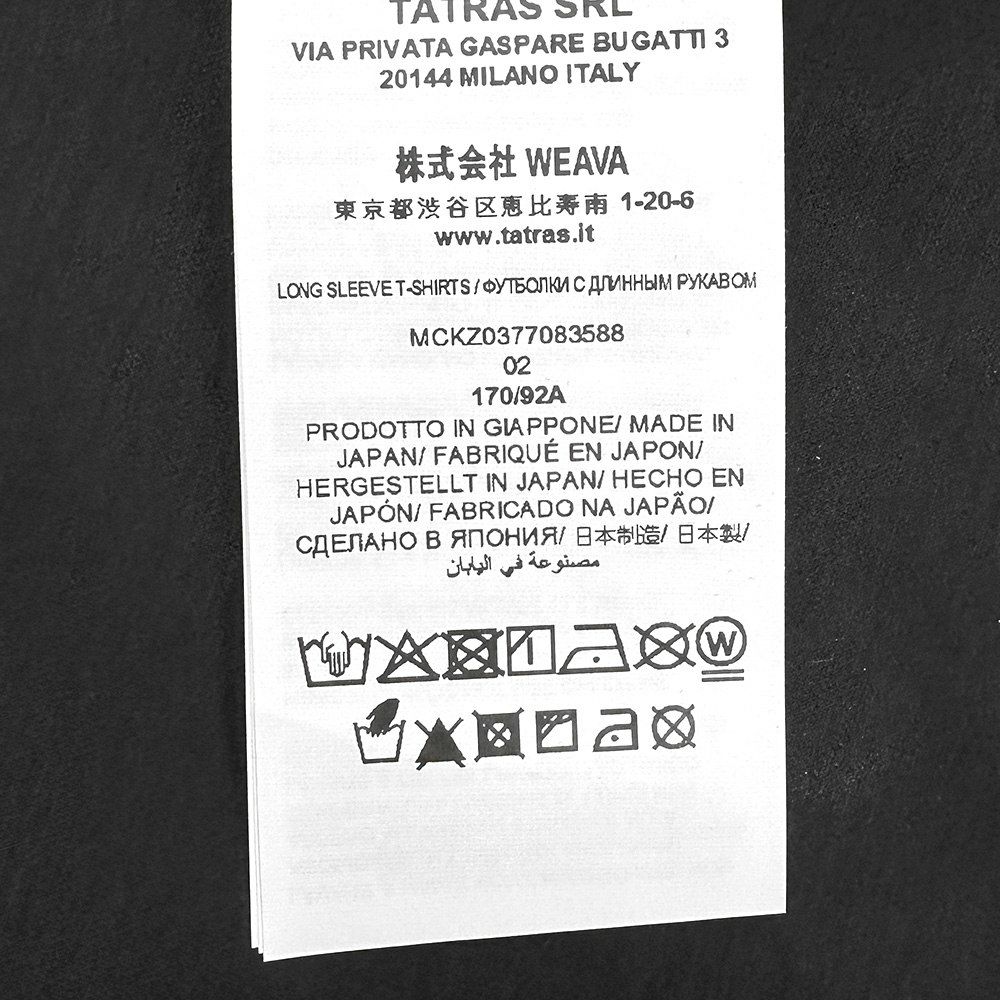 TATRAS SRL
VIA PRIVATA GASPARE BUGATTI 3
20144 MILANO ITALY
株式会社 WEAVA
東京都渋谷区恵比寿南 1-20-6
www.tatras.it
LONG SLEEVE T-SHIRTS / ФУТБОЛКИ С ДЛИННЫМ РУКАВОМ
MCKZ0377083588
02
170/92A
PRODOTTO IN GIAPPONE/ MADE IN
JAPAN/ FABRIQUÉ EN JAPON/
HERGESTELLT IN JAPAN/ HECHO EN
JAPÓN/ FABRICADO NA JAPÃO/
СДЕЛАНО В ЯПОНИЯ/ 日本制造/ 日本製/
مصنوعة في اليابان
W